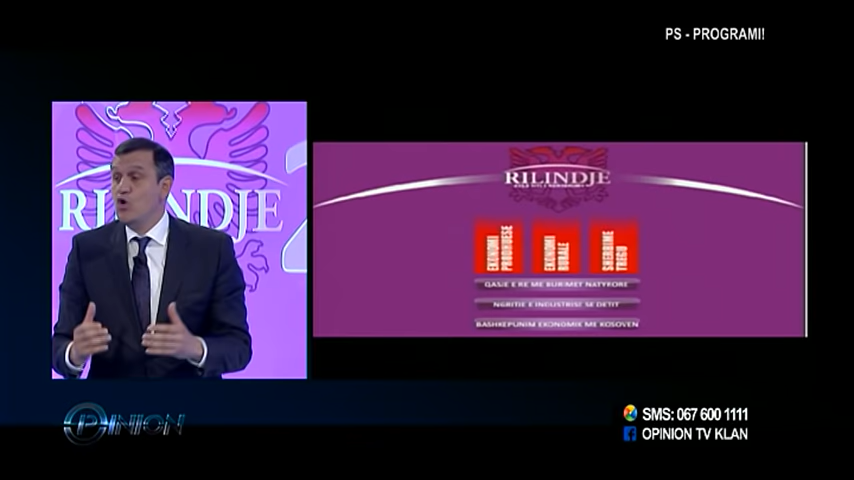 PS - PROGRAMI!
RILINDJE
2
RILINDJE
EKONOMI
PRODHUESE
EKONOMI
RURALE
SHERBIME
TREGU
QASJE E RE ME BURIMET NATYRORE
NGRITJE E INDUSTRISE SE DETIT
BASHKEPUNIM EKONOMIK ME KOSOVEN
OPINION
SMS: 067 600 1111
OPINION TV KLAN